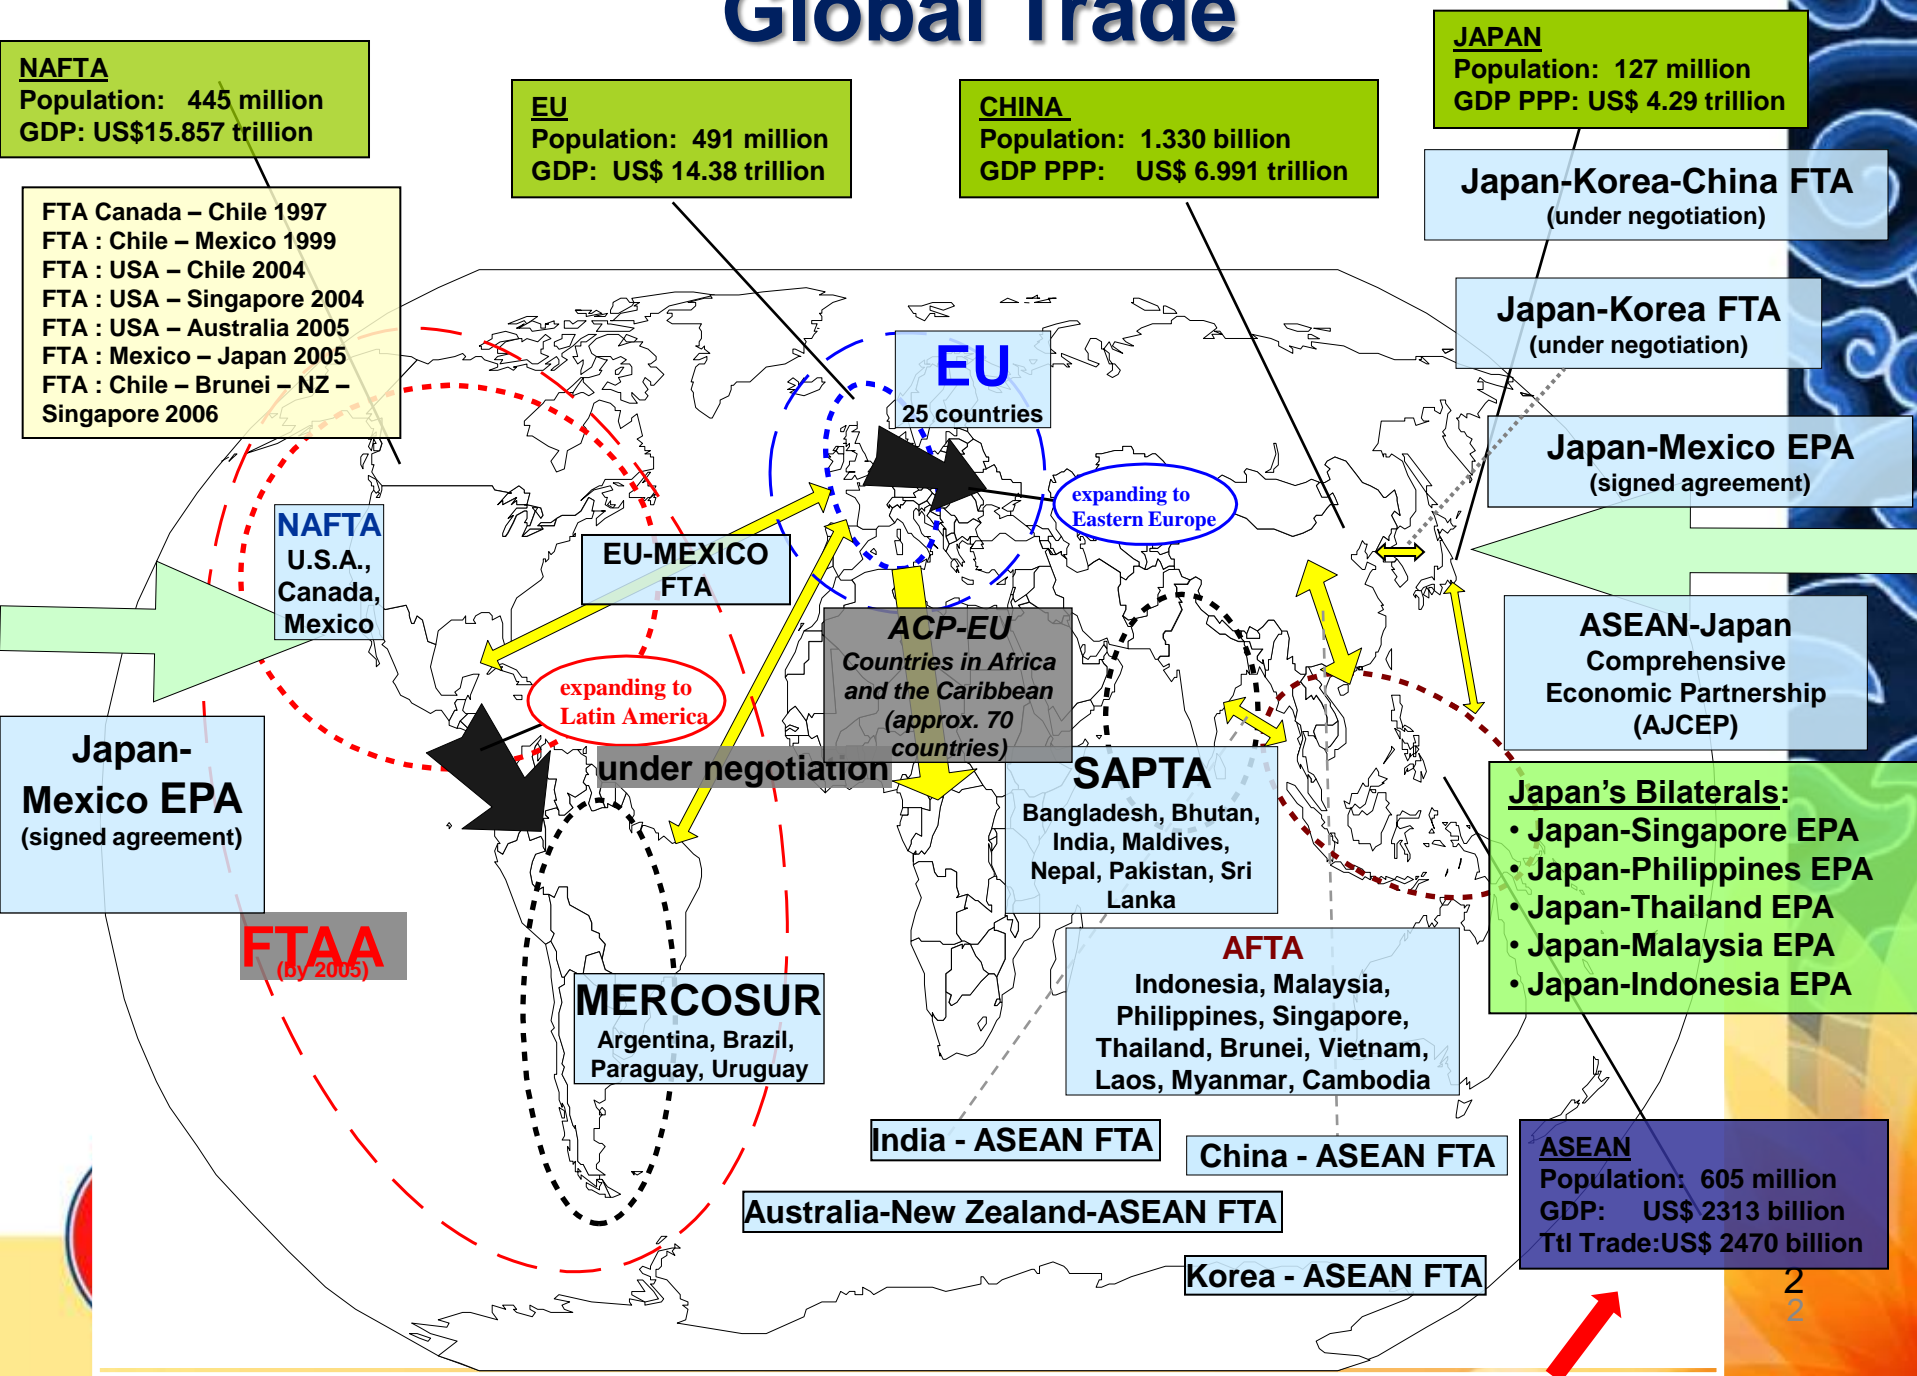 Global Trade
NAFTA
Population: 445 million
GDP: US$15.857 trillion
EU
Population: 491 million
GDP: US$ 14.38 trillion
CHINA
Population: 1.330 billion
GDP PPP: US$ 6.991 trillion
JAPAN
Population: 127 million
GDP PPP: US$ 4.29 trillion
FTA Canada – Chile 1997
FTA : Chile – Mexico 1999
FTA : USA – Chile 2004
FTA : USA – Singapore 2004
FTA : USA – Australia 2005
FTA : Mexico – Japan 2005
FTA : Chile – Brunei – NZ –
Singapore 2006
Japan-Korea-China FTA
(under negotiation)
Japan-Korea FTA
(under negotiation)
EU
25 countries
Japan-Mexico EPA
(signed agreement)
expanding to
Eastern Europe
NAFTA
U.S.A.,
Canada,
Mexico
EU-MEXICO
FTA
ACP-EU
Countries in Africa
and the Caribbean
(approx. 70
countries)
ASEAN-Japan
Comprehensive
Economic Partnership
(AJCEP)
expanding to
Latin America
under negotiation
Japan-
Mexico EPA
(signed agreement)
SAPTA
Bangladesh, Bhutan,
India, Maldives,
Nepal, Pakistan, Sri
Lanka
Japan's Bilaterals:
• Japan-Singapore EPA
• Japan-Philippines EPA
• Japan-Thailand EPA
• Japan-Malaysia EPA
• Japan-Indonesia EPA
FTAA
(by 2005)
MERCOSUR
Argentina, Brazil,
Paraguay, Uruguay
AFTA
Indonesia, Malaysia,
Philippines, Singapore,
Thailand, Brunei, Vietnam,
Laos, Myanmar, Cambodia
India - ASEAN FTA
China - ASEAN FTA
Australia-New Zealand-ASEAN FTA
Korea - ASEAN FTA
ASEAN
Population: 605 million
GDP: US$ 2313 billion
Ttl Trade:US$ 2470 billion
2
2